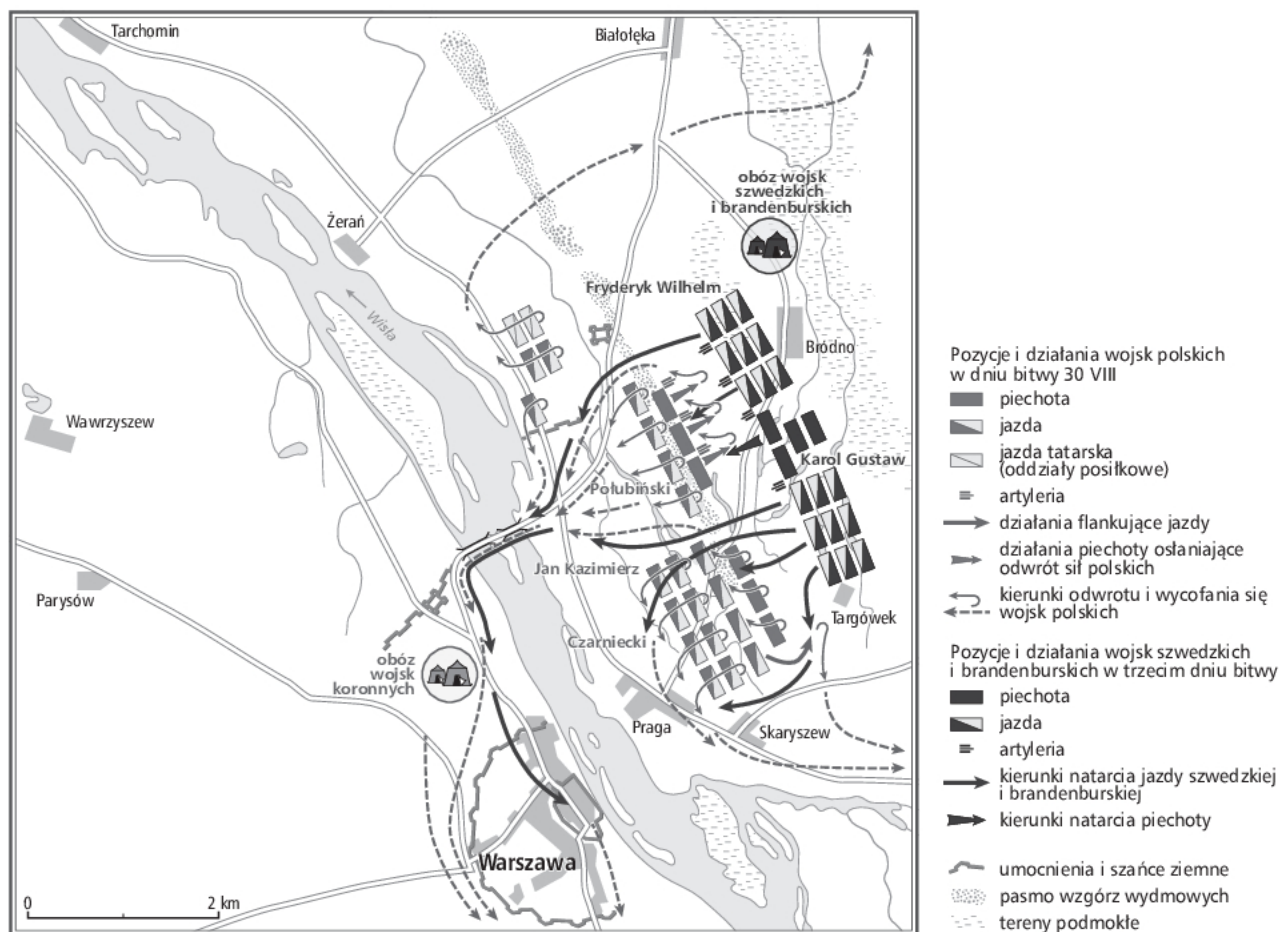 Tarchomin
Białołęka
obóz wojsk
szwedzkich
i brandenburskich
Żerań
Fryderyk Wilhelm
Wisła
Bródno
Wawrzyszew
Karol Gustaw
Połubiński
Jan Kazimierz
Parysów
Targówek
Czarniecki
obóz
wojsk
koronnych
Praga
Skaryszew
Warszawa
0 2 km
Pozycje i działania wojsk polskich
w dniu bitwy 30 VIII
piechota
jazda
jazda tatarska
(oddziały posiłkowe)
artyleria
działania flankujące jazdy
działania piechoty osłaniające
odwrót sił polskich
kierunki odwrotu i wycofania się
wojsk polskich
Pozycje i działania wojsk szwedzkich
i brandenburskich w trzecim dniu bitwy
piechota
jazda
artyleria
kierunki natarcia jazdy szwedzkiej
i brandenburskiej
kierunki natarcia piechoty
umocnienia i szańce ziemne
pasmo wzgórz wydmowych
tereny podmokłe